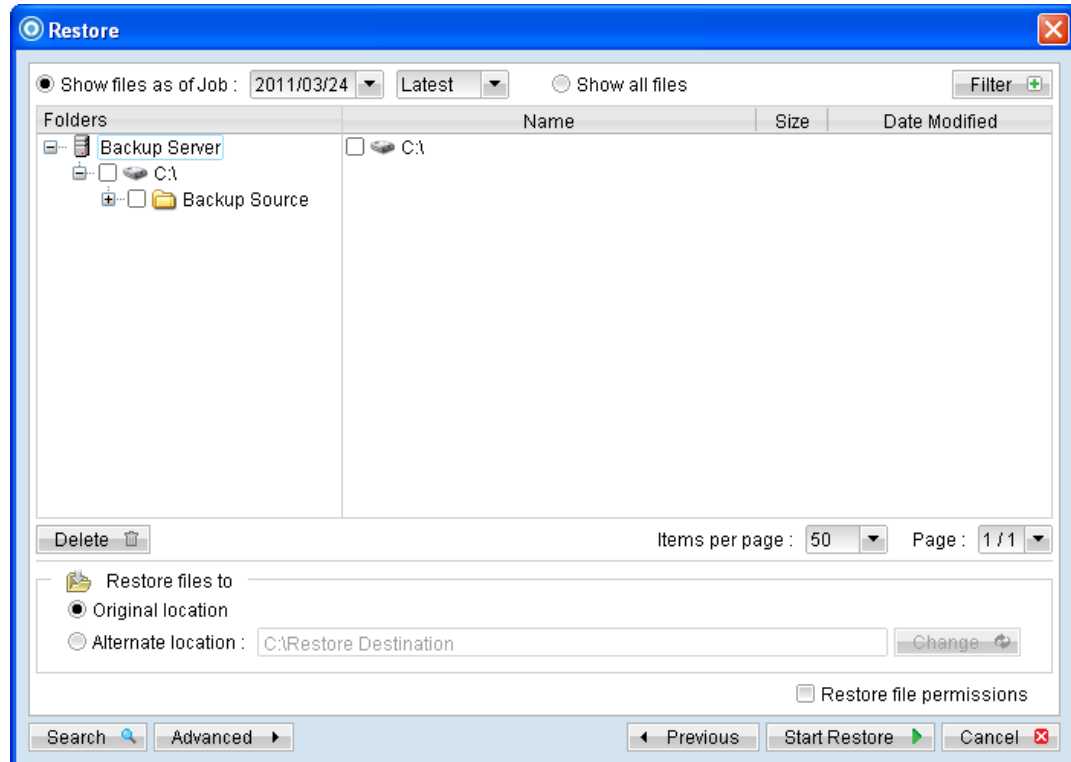 Restore
Show files as of Job : 2011/03/24 Latest Show all files Filter
Folders Name Size Date Modified
Backup Server C:\
C:\
Backup Source
Delete Items per page : 50 Page : 1 / 1
Restore files to
Original location
Alternate location : C:\Restore Destination Change
Restore file permissions
Search Advanced Previous Start Restore Cancel